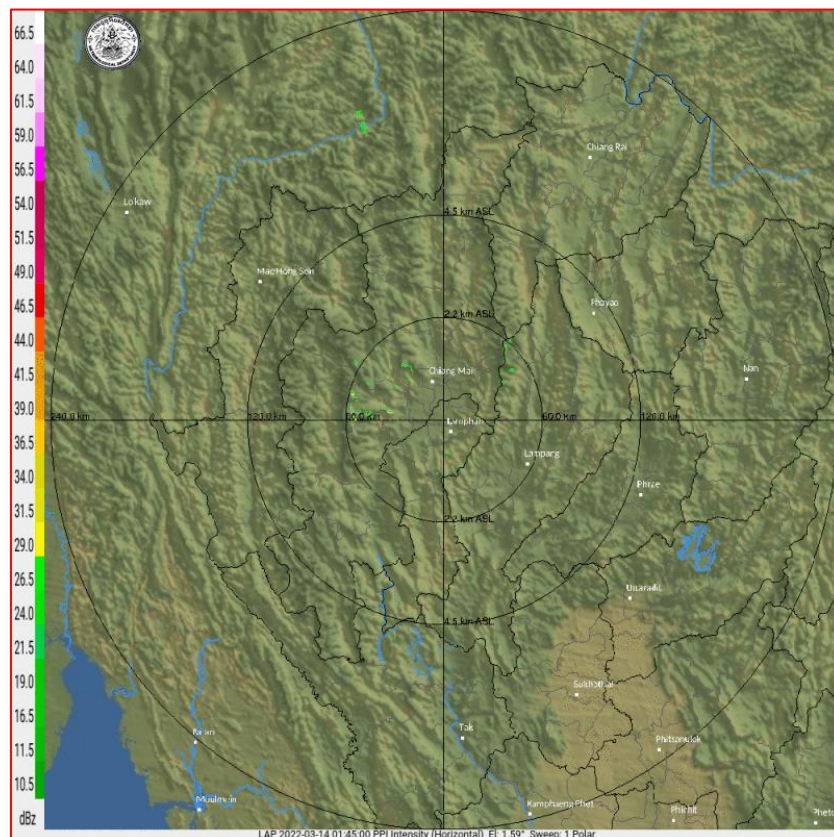 66.5
64.0
61.5
59.0
56.5
54.0
51.5
49.0
46.5
44.0
41.5
39.0
36.5
34.0
31.5
29.0
26.5
24.0
21.5
19.0
16.5
11.5
10.5
dBz
Chiang Rai
Loikaw
4.5 km ASL
Mae Hong Son
Phayao
2.2 km ASL
Nan
Chiang Mai
240.0 km
120.0 km
60.0 km
60.0 km
120.0 km
Lamphun
Lampang
Phrae
2.2 km ASL
Uttaradit
4.5 km ASL
Sukhothai
Tak
Pa-an
Phitsanulok
Moulmein
Kamphaeng Phet
Phichit
LAP 2022-03-14 01:45:00 PPI Intensity (Horizontal), El: 1.59°, Sweep: 1 Polar